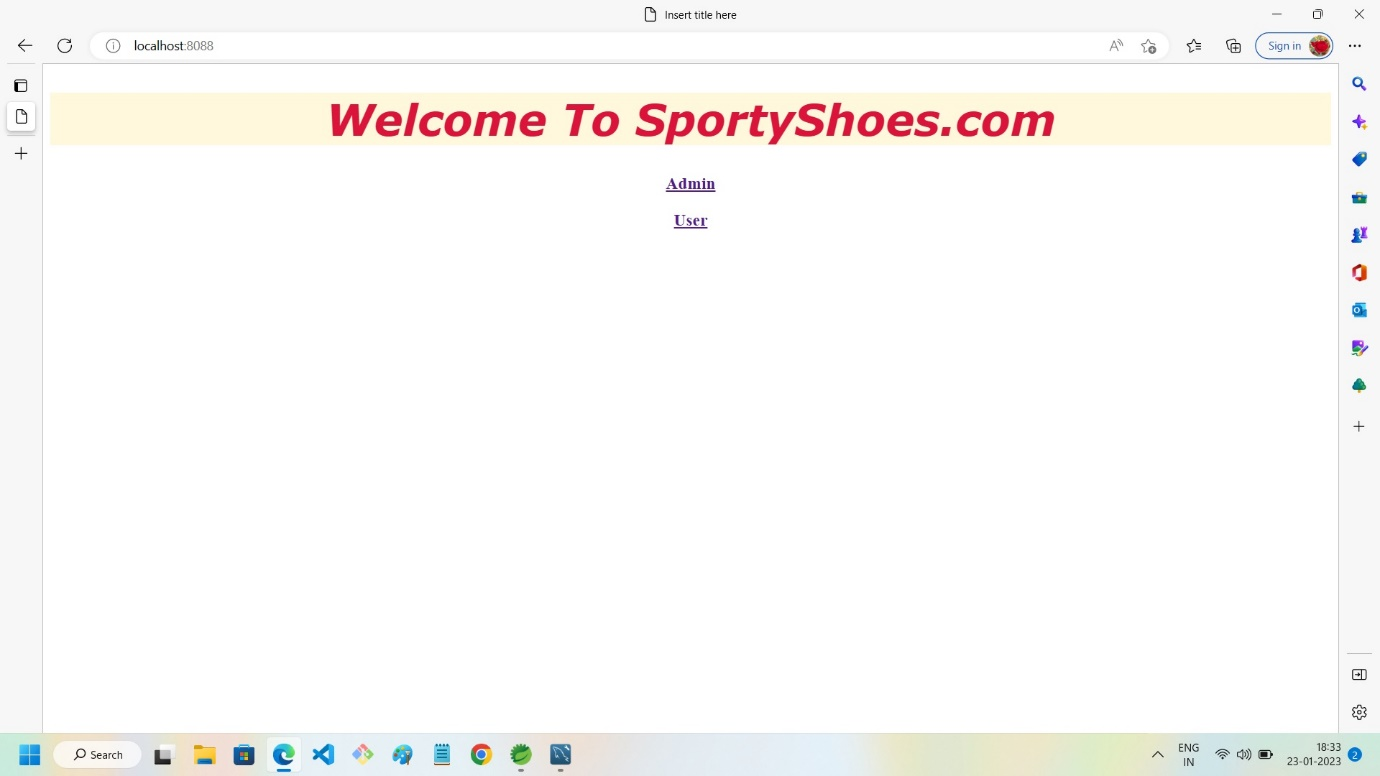 Insert title here
localhost:8088
Sign in
Welcome To SportyShoes.com
Admin
User
Search
ENG
IN
18:33
23-01-2023
2